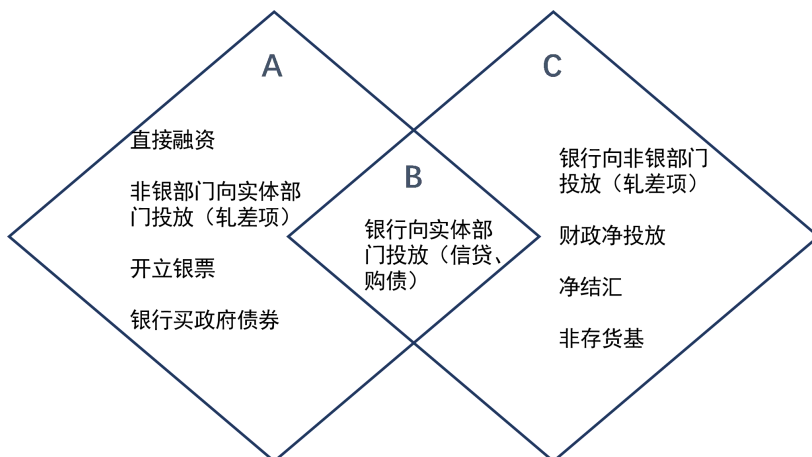 A
直接融资
非银部门向实体部
门投放（轧差项）
开立银票
银行买政府债券
B
银行向实体部
门投放（信贷、
购债）
C
银行向非银部门
投放（轧差项）
财政净投放
净结汇
非存货基